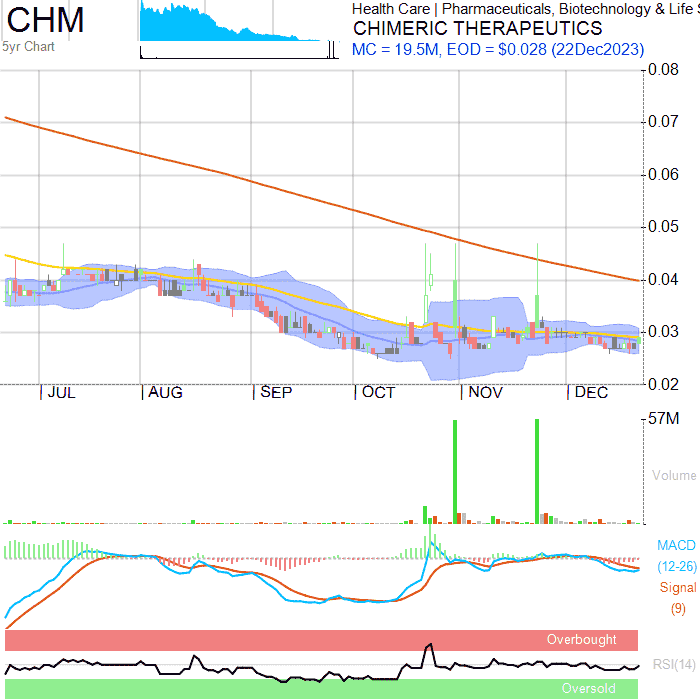 CHM
5yr Chart
Health Care | Pharmaceuticals, Biotechnology & Life S
CHIMERIC THERAPEUTICS
MC = 19.5M, EOD = $0.028 (22Dec2023)
0.08
0.07
0.06
0.05
0.04
0.03
0.02
JUL AUG SEP OCT NOV DEC
57M
Volume
MACD
(12-26)
Signal
(9)
Overbought
RSI(14)
Oversold